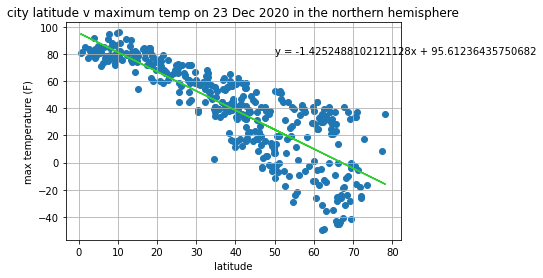 city latitude v maximum temp on 23 Dec 2020 in the northern hemisphere
y = -1.4252488102121128x + 95.61236435750682
max temperature (F)
100
80
60
40
20
0
−20
−40
0 10 20 30 40 50 60 70 80
latitude